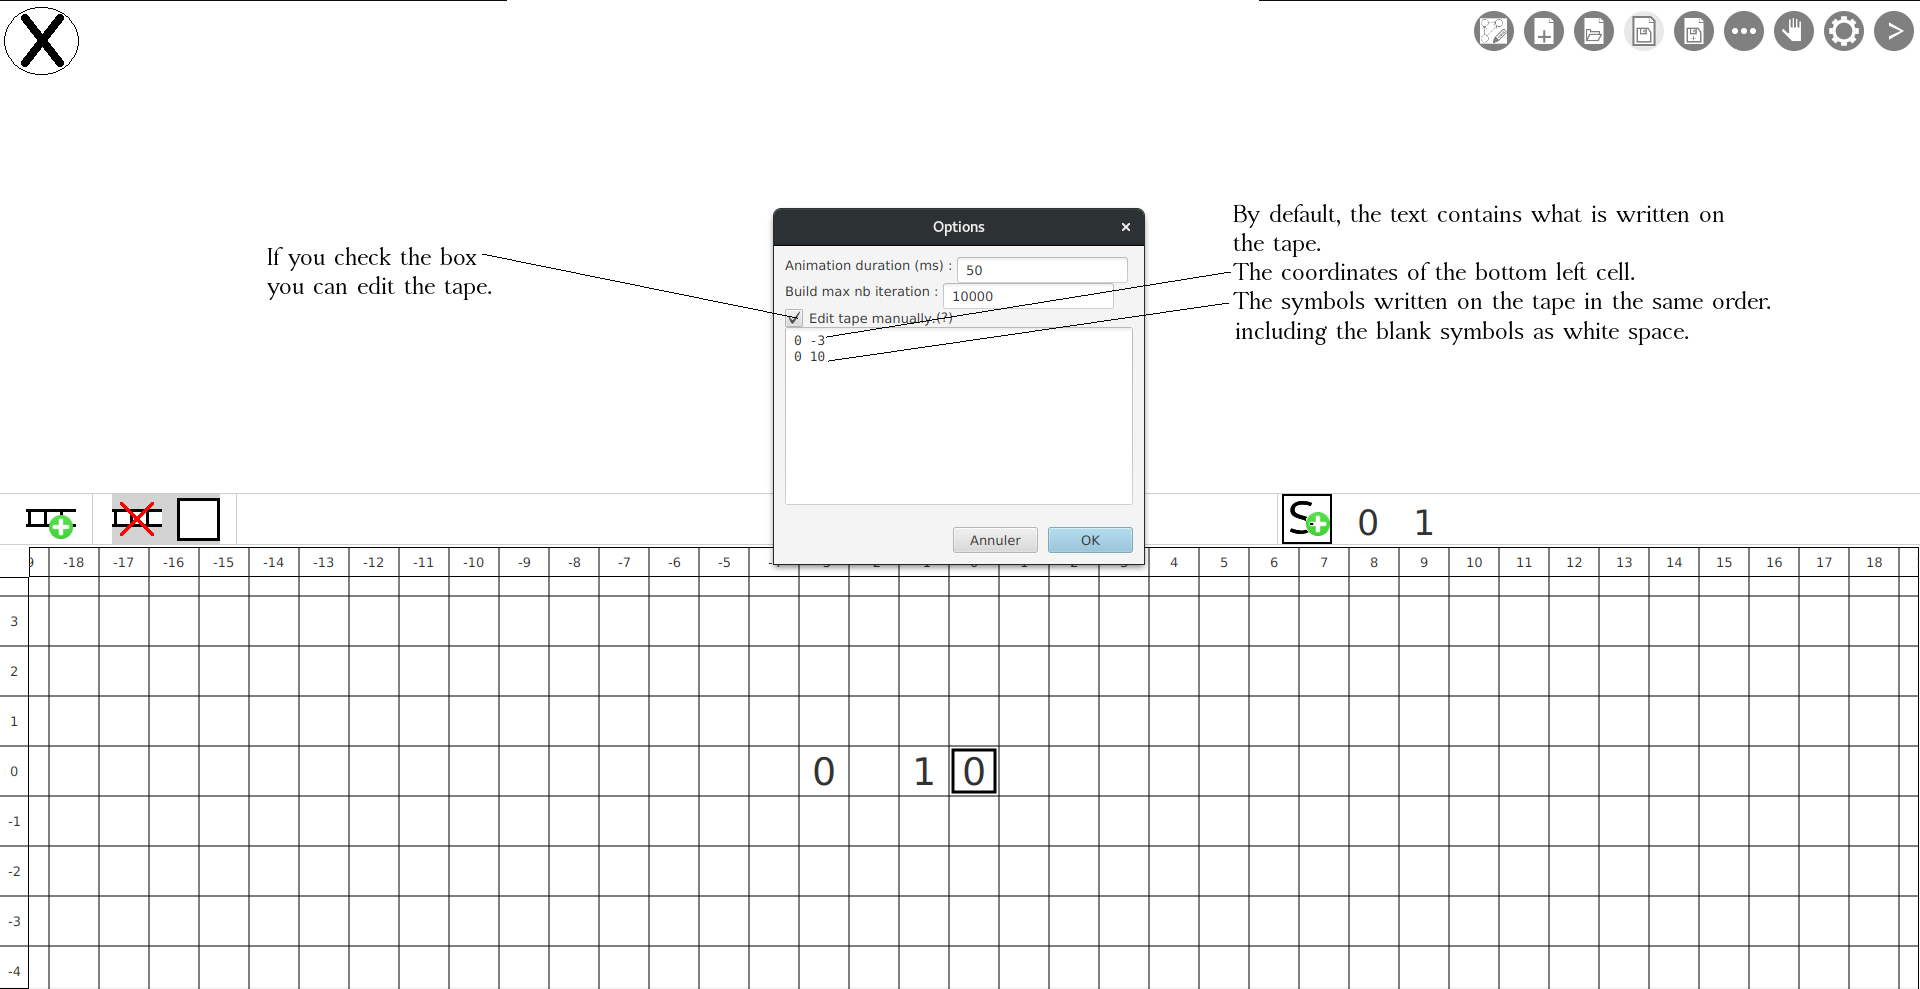 X
>
By default, the text contains what is written on
the tape.
The coordinates of the bottom left cell.
The symbols written on the tape in the same order.
including the blank symbols as white space.
If you check the box
you can edit the tape.
Options
Animation duration (ms) : 50
Build max nb iteration : 10000
Edit tape manually.(?)
0 -3
0 10
Annuler OK
S 0 1
9 -18 -17 -16 -15 -14 -13 -12 -11 -10 -9 -8 -7 -6 -5 4 5 6 7 8 9 10 11 12 13 14 15 16 17 18
3
2
1
0 0 1 0
-1
-2
-3
-4